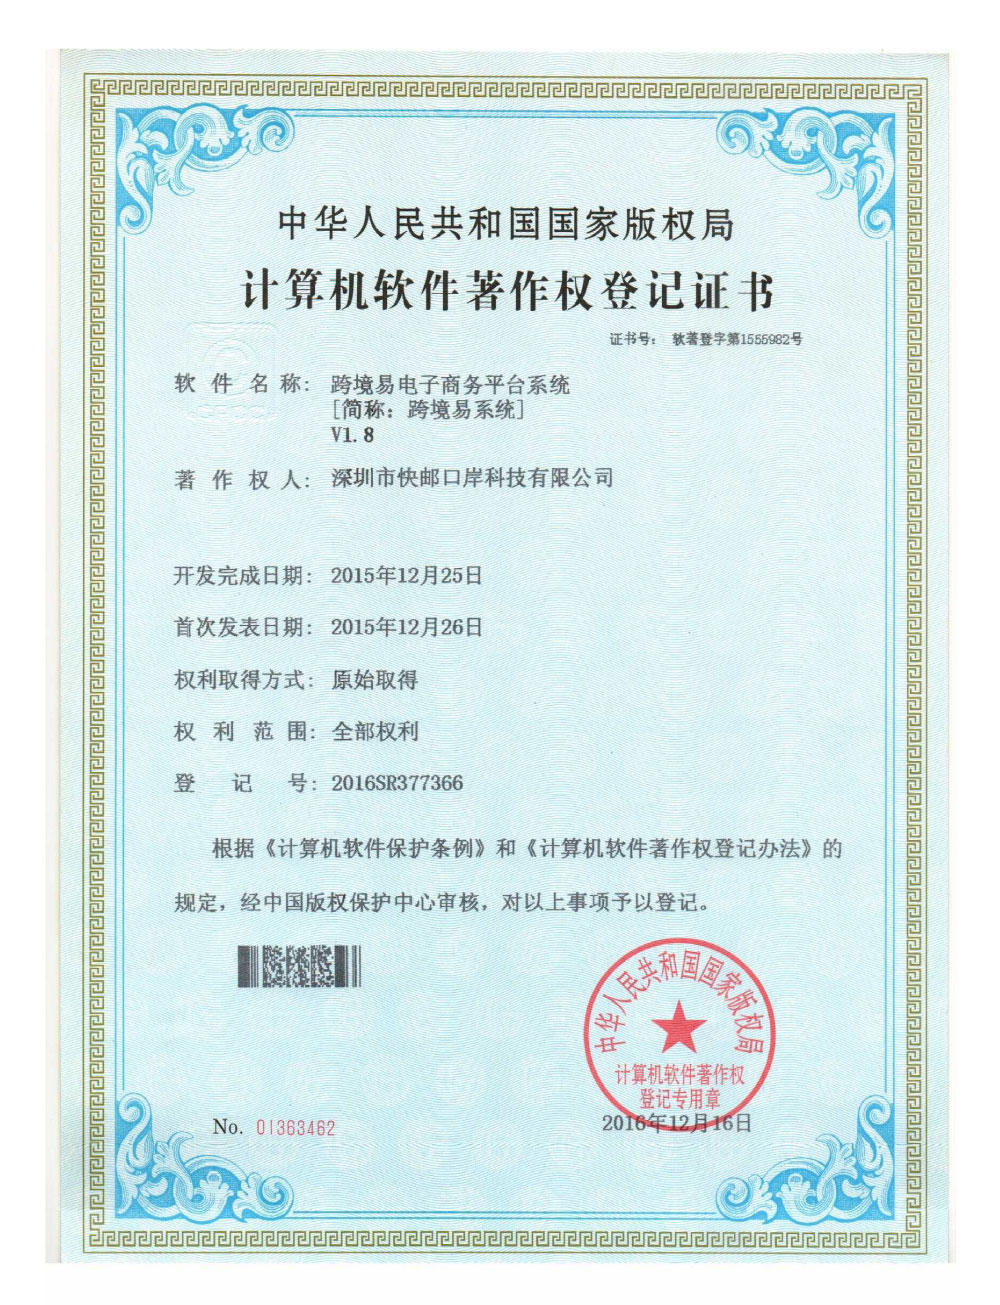 中华人民共和国国家版权局
计算机软件著作权登记证书
证书号： 软著登字第1555982号
软件名称： 跨境易电子商务平台系统
[简称：跨境易系统]
V1.8
著作权人： 深圳市快邮口岸科技有限公司
开发完成日期： 2015年12月25日
首次发表日期： 2015年12月26日
权利取得方式： 原始取得
权利范围： 全部权利
登记号： 2016SR377366
根据《计算机软件保护条例》和《计算机软件著作权登记办法》的
规定，经中国版权保护中心审核，对以上事项予以登记。
中华人民共和国国家版权局
计算机软件著作权
登记专用章
No. 01363462
2016年12月16日